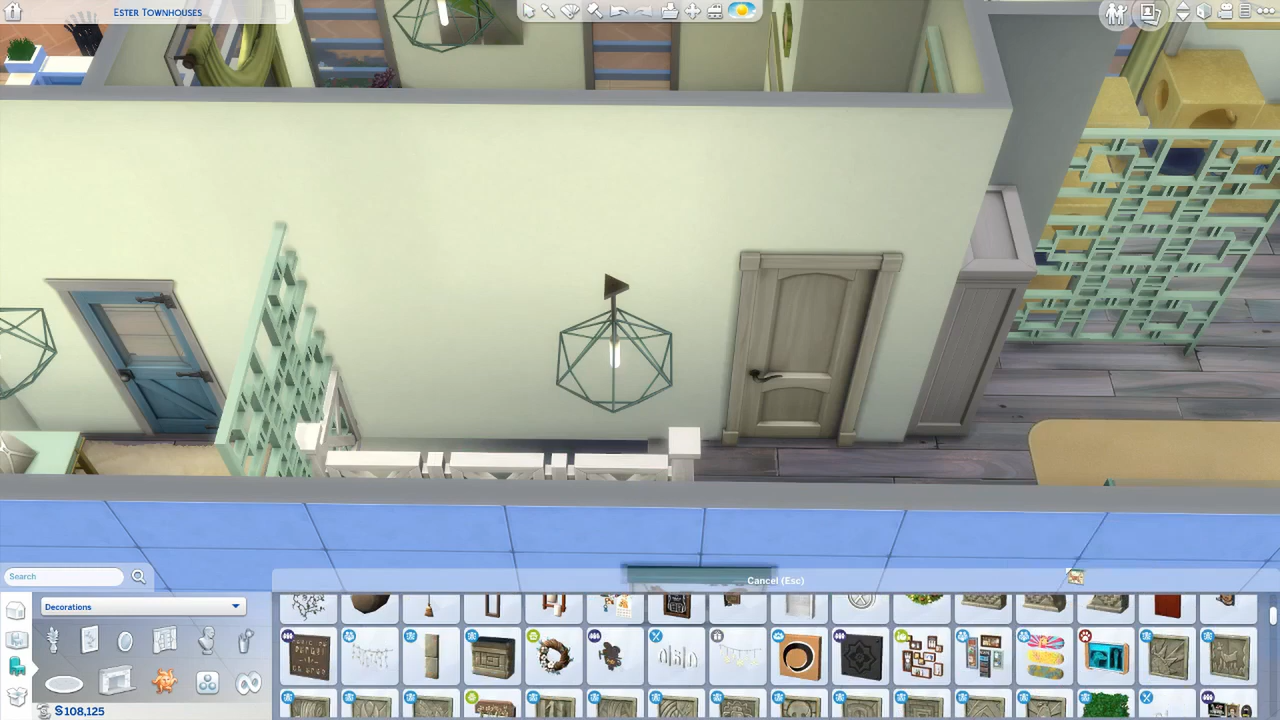 Ester Townhouses
Cancel (Esc)
Search
Decorations
$108,125